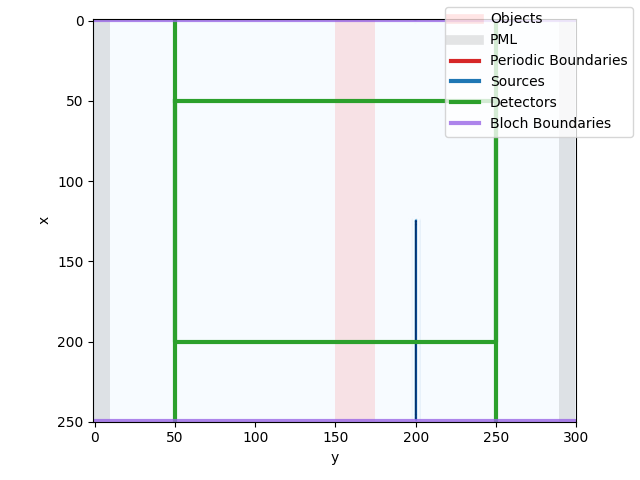 Objects
PML
Periodic Boundaries
Sources
Detectors
Bloch Boundaries
0
50
100
150
200
250
x
0
50
100
150
200
250
300
y